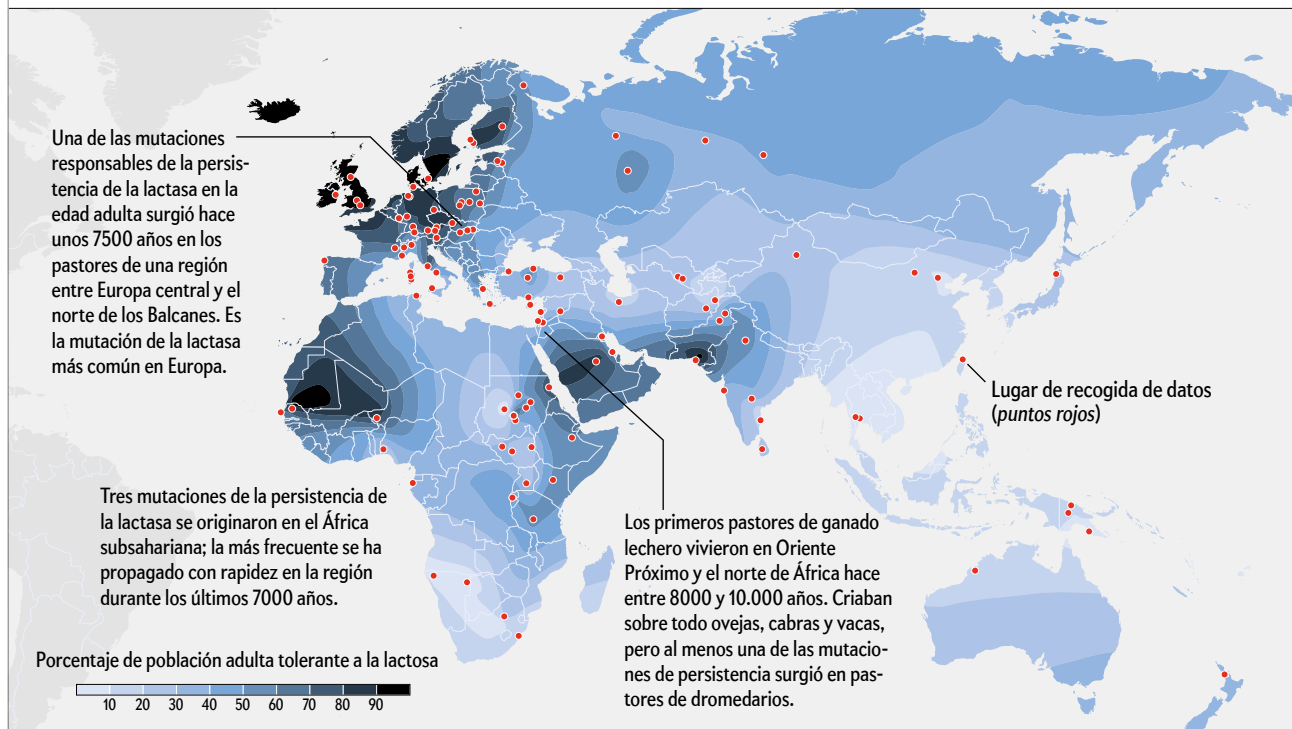 Una de las mutaciones
responsables de la persis-
tencia de la lactasa en la
edad adulta surgió hace
unos 7500 años en los
pastores de una región
entre Europa central y el
norte de los Balcanes. Es
la mutación de la lactasa
más común en Europa.
Lugar de recogida de datos
(puntos rojos)
Tres mutaciones de la persistencia de
la lactasa se originaron en el África
subsahariana; la más frecuente se ha
propagado con rapidez en la región
durante los últimos 7000 años.
Los primeros pastores de ganado
lechero vivieron en Oriente
Próximo y el norte de África hace
entre 8000 y 10.000 años. Criaban
sobre todo ovejas, cabras y vacas,
pero al menos una de las mutacio-
nes de persistencia surgió en pas-
tores de dromedarios.
Porcentaje de población adulta tolerante a la lactosa
10 20 30 40 50 60 70 80 90